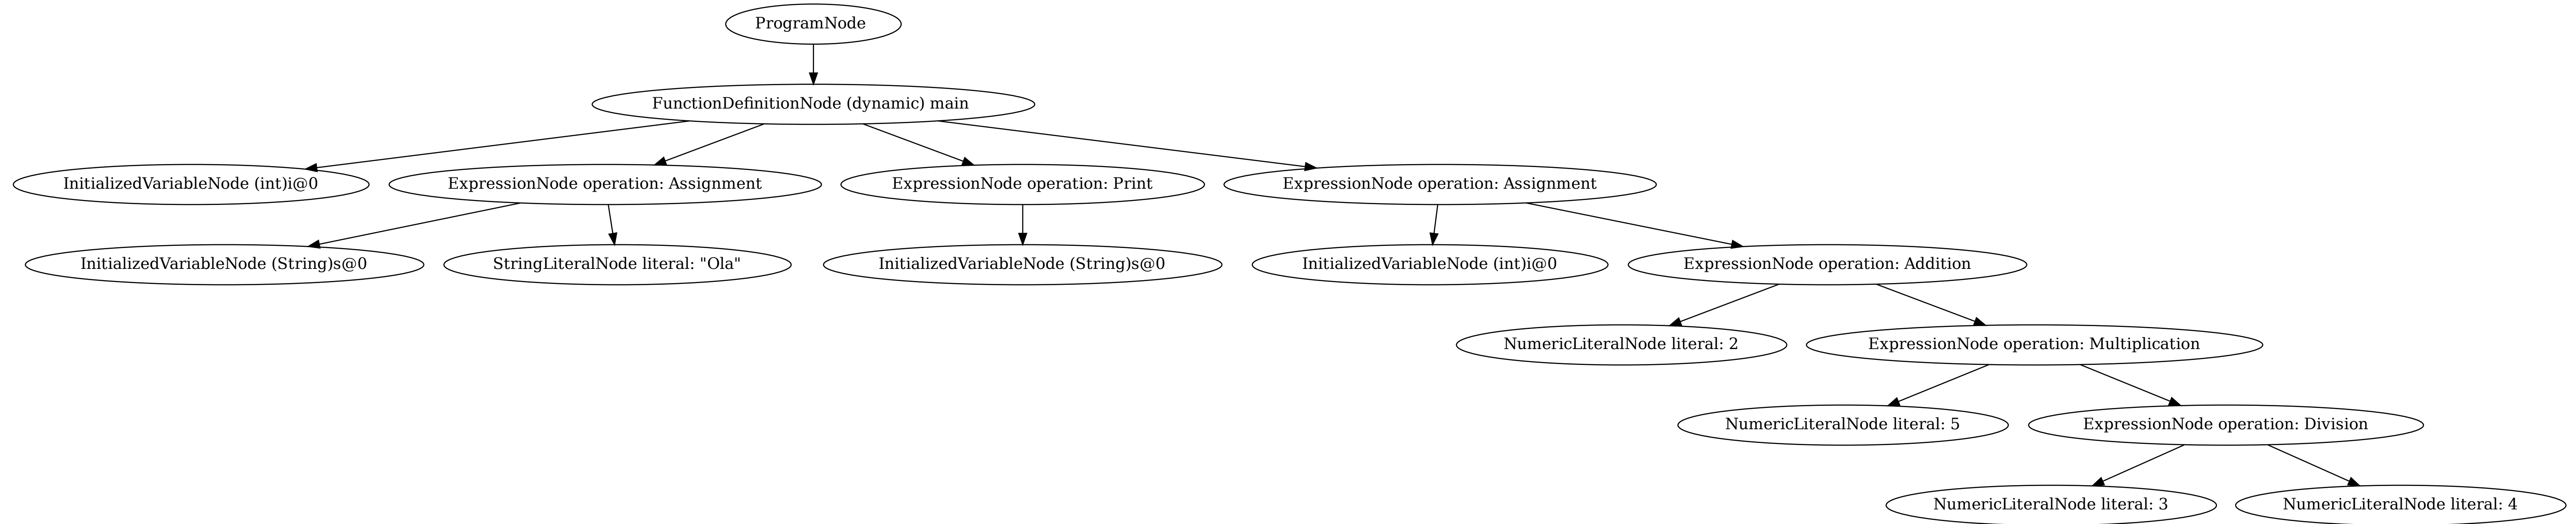 ProgramNode
FunctionDefinitionNode (dynamic) main
InitializedVariableNode (int)i@0
ExpressionNode operation: Assignment
ExpressionNode operation: Print
ExpressionNode operation: Assignment
InitializedVariableNode (String)s@0
StringLiteralNode literal: "Ola"
InitializedVariableNode (String)s@0
InitializedVariableNode (int)i@0
ExpressionNode operation: Addition
NumericLiteralNode literal: 2
ExpressionNode operation: Multiplication
NumericLiteralNode literal: 5
ExpressionNode operation: Division
NumericLiteralNode literal: 3
NumericLiteralNode literal: 4